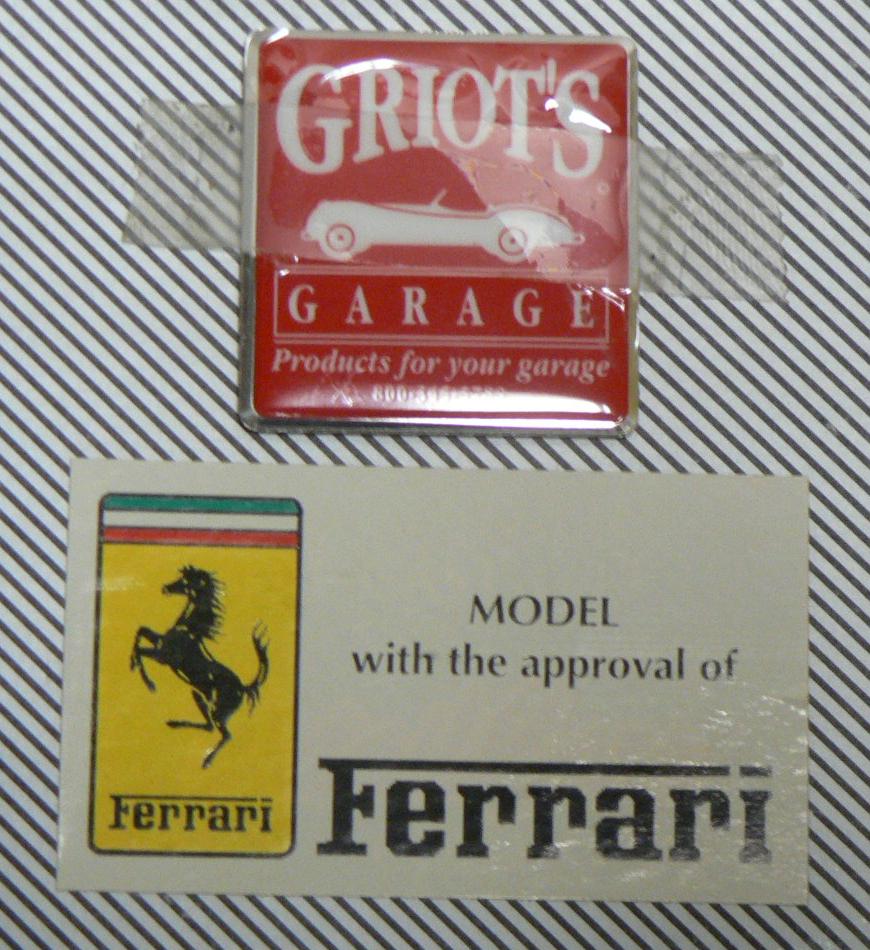 GRIOT'S
GARAGE
Products for your garage
MODEL
with the approval of
Ferrari
Ferrari